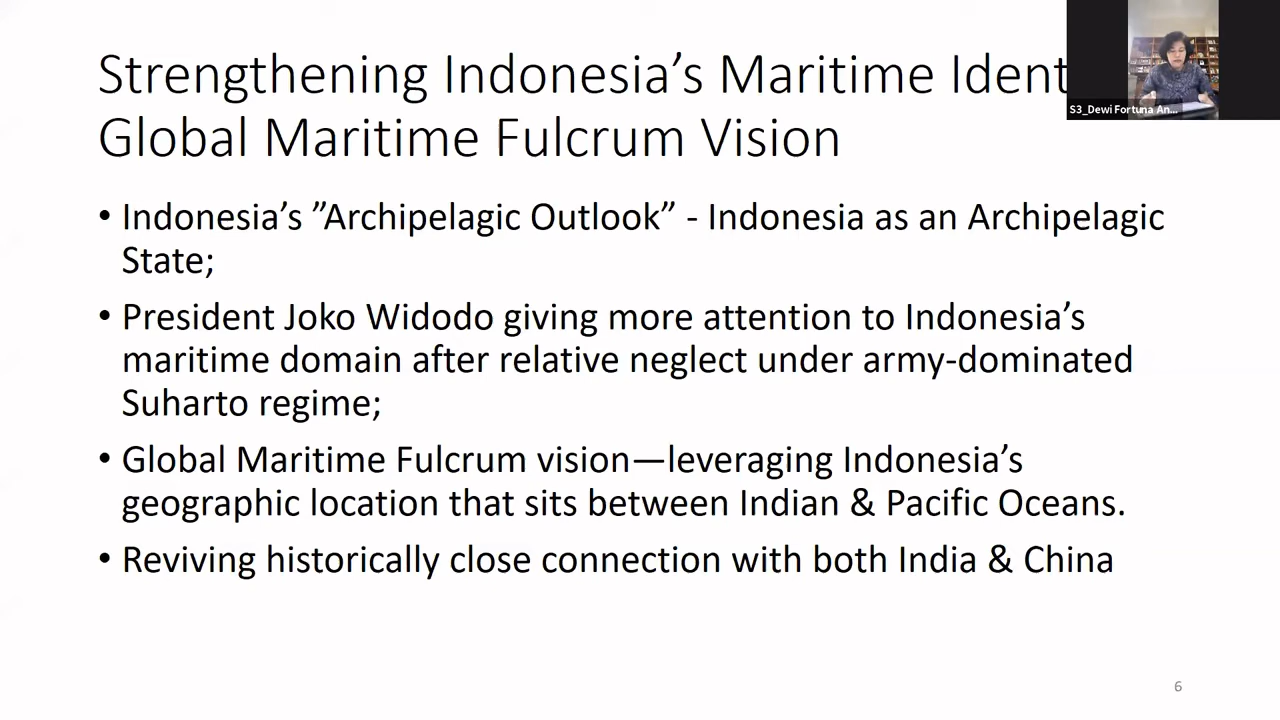 Strengthening Indonesia’s Maritime Ident
Global Maritime Fulcrum Vision
S3_Dewi Fortuna An...
• Indonesia’s ”Archipelagic Outlook” - Indonesia as an Archipelagic
State;
• President Joko Widodo giving more attention to Indonesia’s
maritime domain after relative neglect under army-dominated
Suharto regime;
• Global Maritime Fulcrum vision—leveraging Indonesia’s
geographic location that sits between Indian & Pacific Oceans.
• Reviving historically close connection with both India & China
6